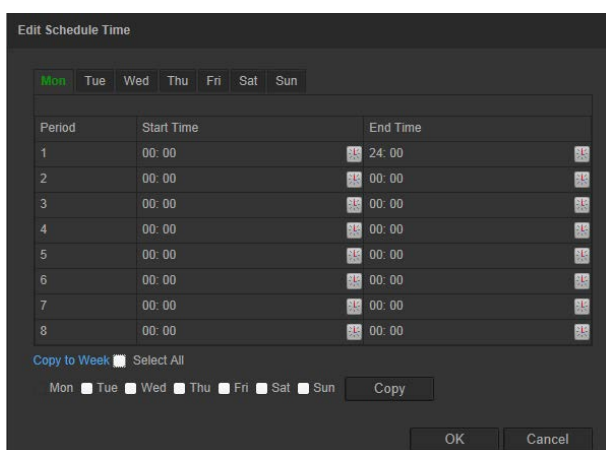 Edit Schedule Time
Mon Tue Wed Thu Fri Sat Sun
Period Start Time End Time
1 00: 00 24: 00
2 00: 00 00: 00
3 00: 00 00: 00
4 00: 00 00: 00
5 00: 00 00: 00
6 00: 00 00: 00
7 00: 00 00: 00
8 00: 00 00: 00
Copy to Week Select All
Mon Tue Wed Thu Fri Sat Sun Copy
OK Cancel